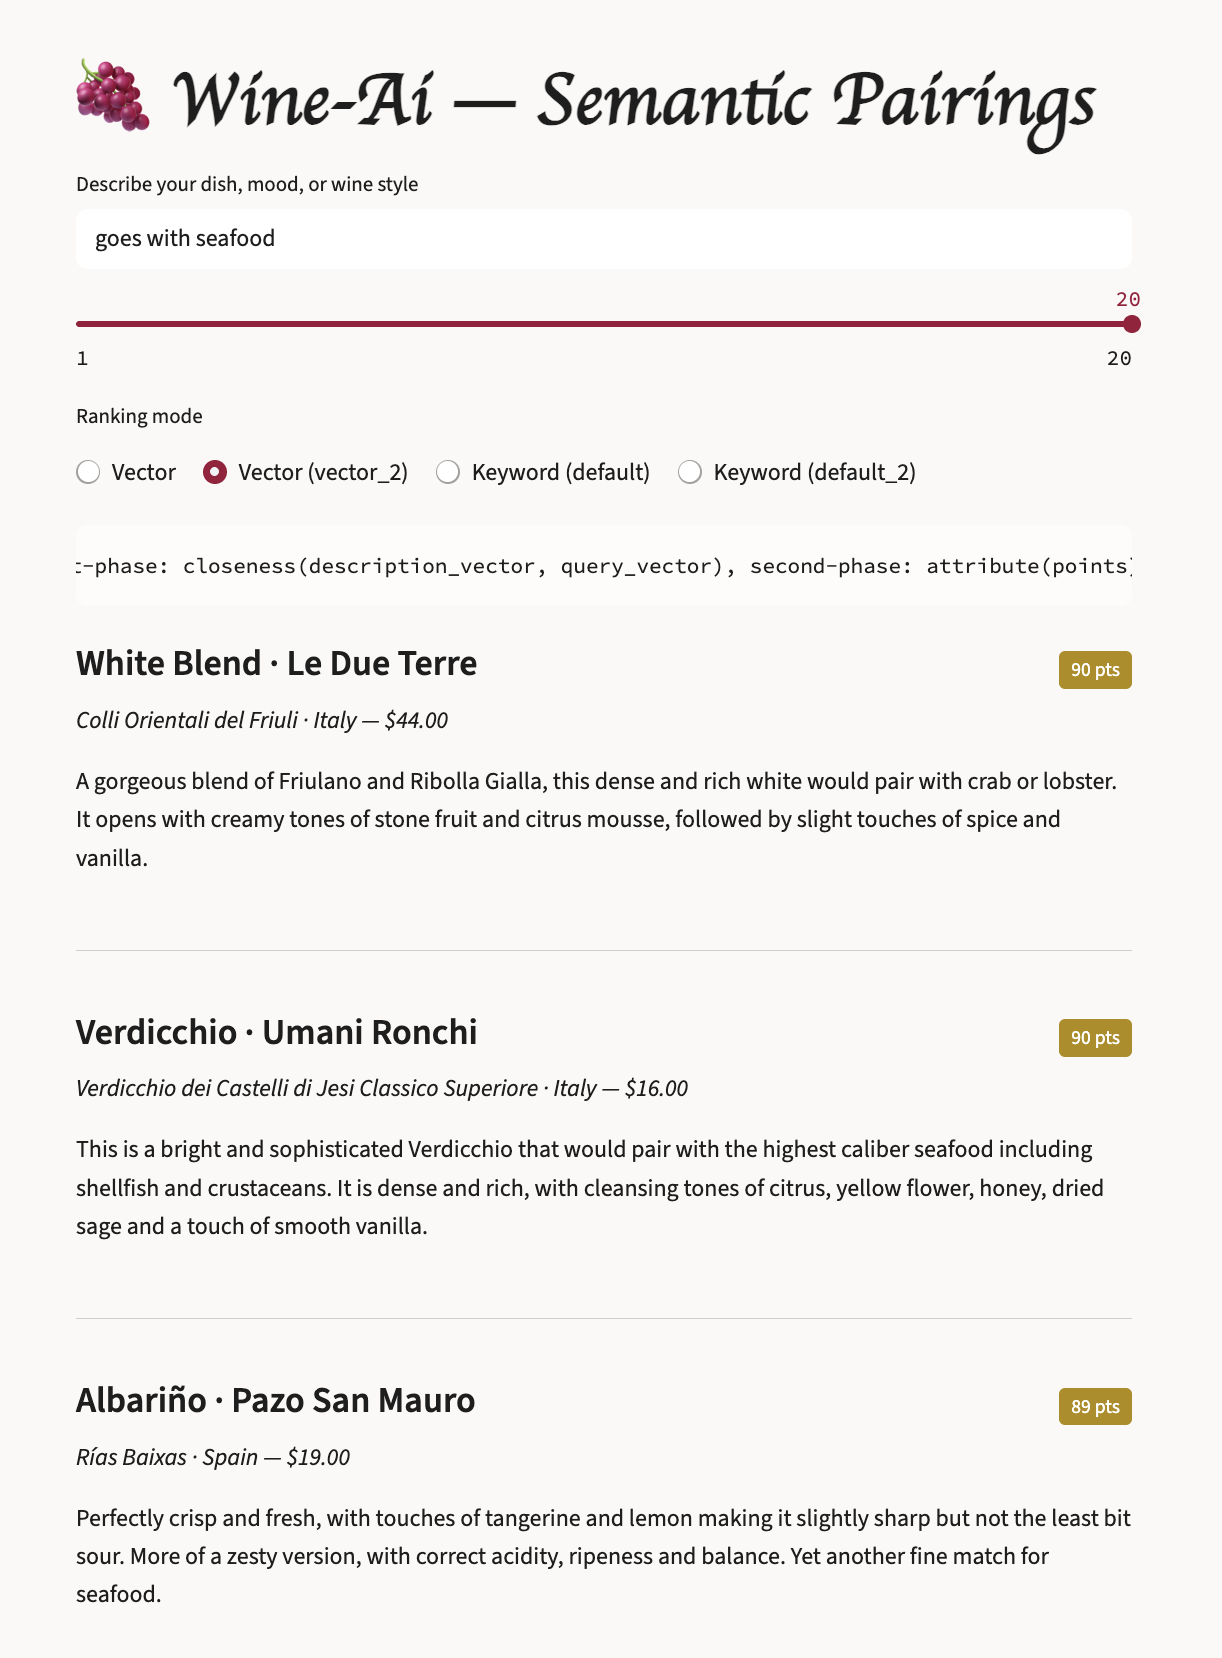 Wine-Ai — Semantic Pairings
Describe your dish, mood, or wine style
goes with seafood
20
1
20
Ranking mode
Vector
Vector (vector_2)
Keyword (default)
Keyword (default_2)
t-phase: closeness(description_vector, query_vector), second-phase: attribute(points)
White Blend · Le Due Terre
90 pts
Colli Orientali del Friuli · Italy — $44.00
A gorgeous blend of Friulano and Ribolla Gialla, this dense and rich white would pair with crab or lobster.
It opens with creamy tones of stone fruit and citrus mousse, followed by slight touches of spice and
vanilla.
Verdicchio · Umani Ronchi
90 pts
Verdicchio dei Castelli di Jesi Classico Superiore · Italy — $16.00
This is a bright and sophisticated Verdicchio that would pair with the highest caliber seafood including
shellfish and crustaceans. It is dense and rich, with cleansing tones of citrus, yellow flower, honey, dried
sage and a touch of smooth vanilla.
Albariño · Pazo San Mauro
89 pts
Rías Baixas · Spain — $19.00
Perfectly crisp and fresh, with touches of tangerine and lemon making it slightly sharp but not the least bit
sour. More of a zesty version, with correct acidity, ripeness and balance. Yet another fine match for
seafood.